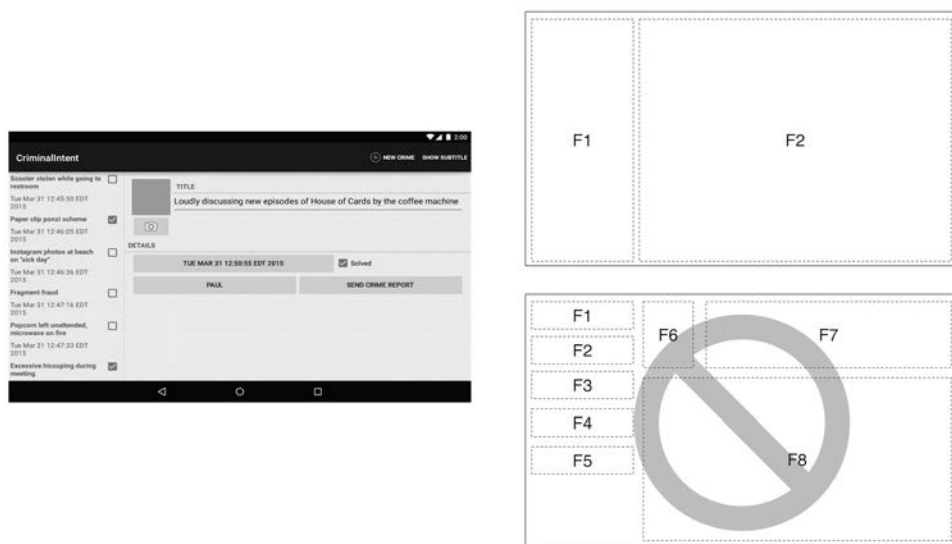 2:00
CriminalIntent
NEW CRIME SHOW SUBTITLE
Scooter stolen while going to
restroom
Tue Mar 31 12:45:50 EDT
2015
Paper clip ponzi scheme
Tue Mar 31 12:46:05 EDT
2015
Instagram photos at beach
on "sick day"
Tue Mar 31 12:46:36 EDT
2015
Fragment fraud
Tue Mar 31 12:47:16 EDT
2015
Popcorn left unattended,
microwave on fire
Tue Mar 31 12:47:33 EDT
2015
Excessive hiccuping during
meeting
TITLE
Loudly discussing new episodes of House of Cards by the coffee machine
DETAILS
TUE MAR 31 12:50:55 EDT 2015
Solved
PAUL
SEND CRIME REPORT
F1
F2
F1
F2
F3
F4
F5
F6
F7
F8